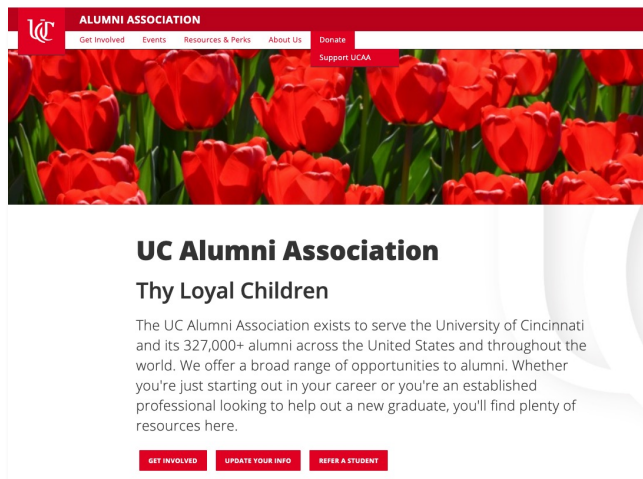 UC
ALUMNI ASSOCIATION
Get Involved Events Resources & Perks About Us Donate
Support UCAA
UC Alumni Association
Thy Loyal Children
The UC Alumni Association exists to serve the University of Cincinnati
and its 327,000+ alumni across the United States and throughout the
world. We offer a broad range of opportunities to alumni. Whether
you're just starting out in your career or you're an established
professional looking to help out a new graduate, you'll find plenty of
resources here.
GET INVOLVED UPDATE YOUR INFO REFER A STUDENT